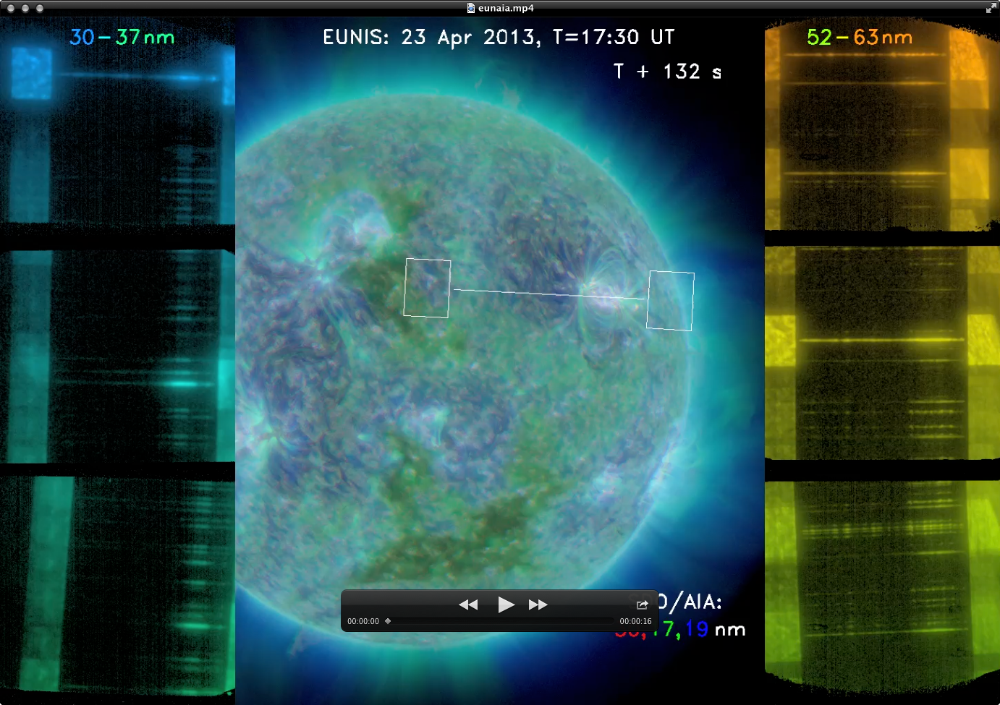 eunaia.mp4
30-37nm
EUNIS: 23 Apr 2013, T=17:30 UT
T + 132 s
52-63nm
/AIA:
17,19 nm
00:00:00
00:00:16